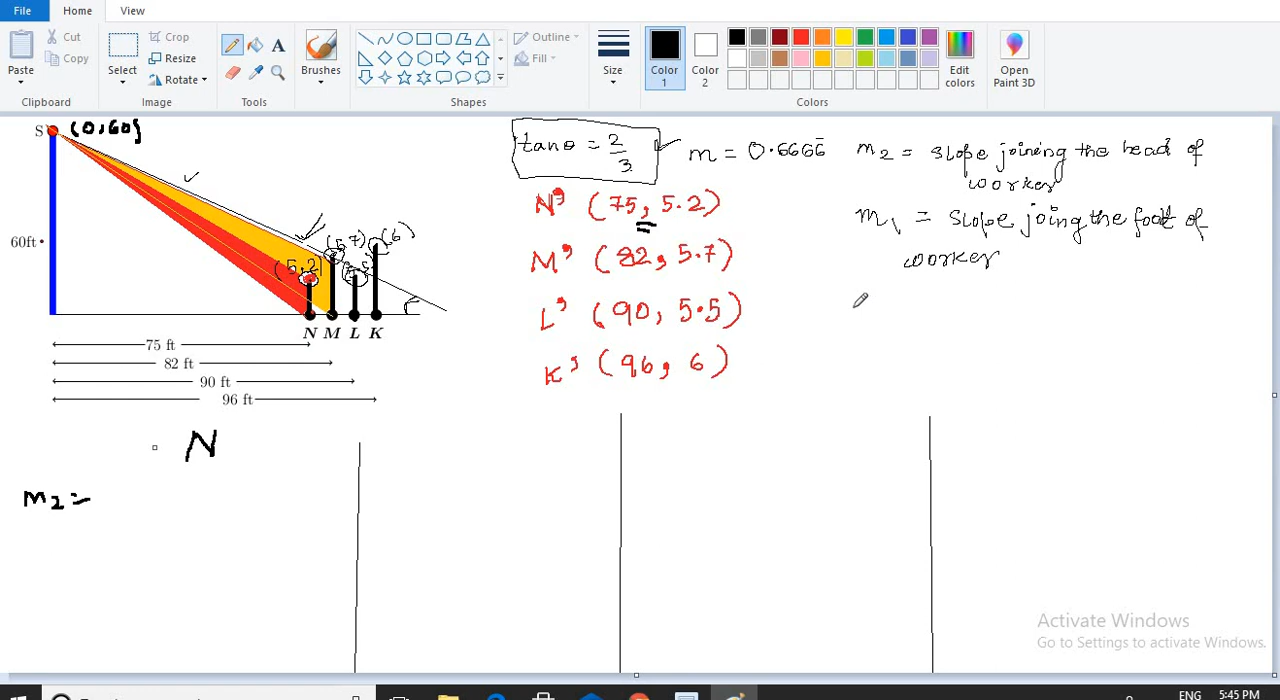 File Home View
Paste
Cut
Copy
Clipboard
Select
Crop
Resize
Rotate
Image
Tools
Brushes
Shapes
Outline
Fill
Size
Color 1
Color 2
Edit colors
Colors
Open Paint 3D
S (0,60)
60ft
(5.2)
(5.7)
(6)
N M L K
75 ft
82 ft
90 ft
96 ft
tanθ = 2/3
m = 0.6666̅
N, (75, 5.2)
M, (82, 5.7)
L, (90, 5.5)
K, (96, 6)
m2 = slope joining the head of
worker
m1 = slope joing the foot of
worker
N
m2 =
Activate Windows
Go to Settings to activate Windows.
ENG 5:45 PM